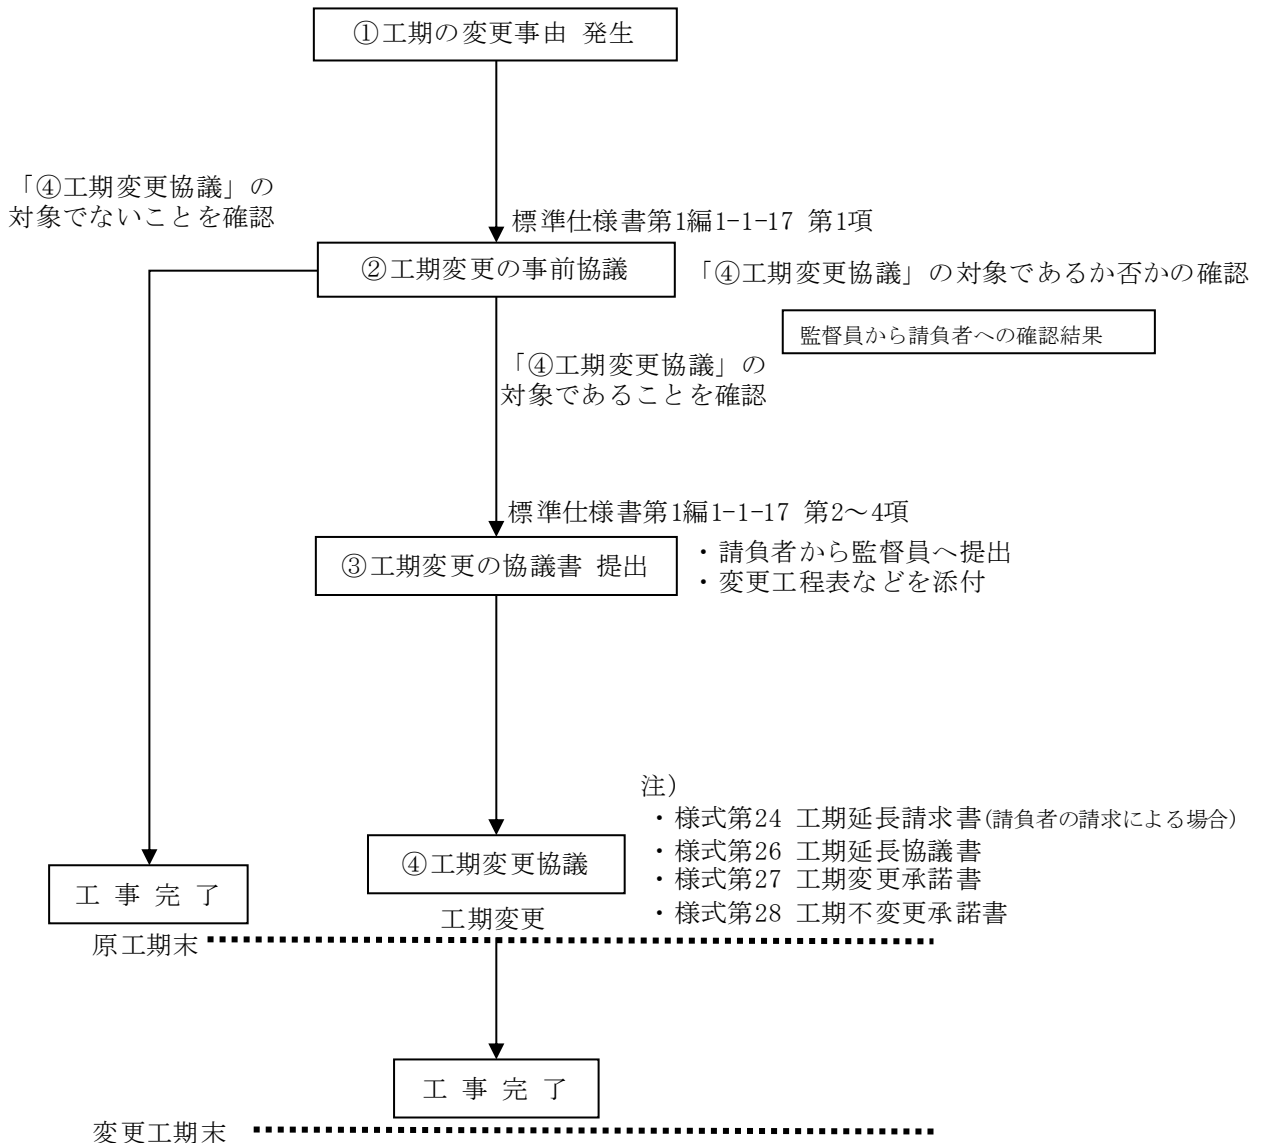 ①工期の変更事由 発生
「④工期変更協議」の
対象でないことを確認
標準仕様書第1編1-1-17 第1項
②工期変更の事前協議
「④工期変更協議」の対象であるか否かの確認
監督員から請負者への確認結果
「④工期変更協議」の
対象であることを確認
標準仕様書第1編1-1-17 第2～4項
③工期変更の協議書 提出
・請負者から監督員へ提出
・変更工程表などを添付
注）
・様式第24 工期延長請求書(請負者の請求による場合)
・様式第26 工期延長協議書
・様式第27 工期変更承諾書
・様式第28 工期不変更承諾書
④工期変更協議
工期変更
工 事 完 了
原工期末
工 事 完 了
変更工期末